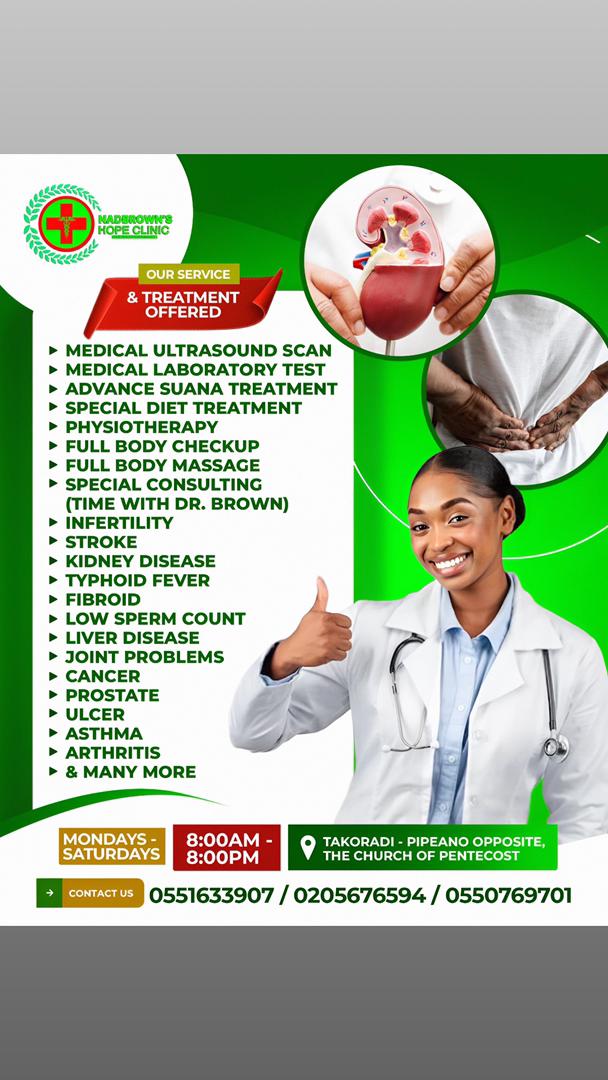 NADBROWN'S
HOPE CLINIC
OUR SERVICE
& TREATMENT
OFFERED
MEDICAL ULTRASOUND SCAN
MEDICAL LABORATORY TEST
ADVANCE SUANA TREATMENT
SPECIAL DIET TREATMENT
PHYSIOTHERAPY
FULL BODY CHECKUP
FULL BODY MASSAGE
SPECIAL CONSULTING
(TIME WITH DR. BROWN)
INFERTILITY
STROKE
KIDNEY DISEASE
TYPHOID FEVER
FIBROID
LOW SPERM COUNT
LIVER DISEASE
JOINT PROBLEMS
CANCER
PROSTATE
ULCER
ASTHMA
ARTHRITIS
& MANY MORE
MONDAYS -
SATURDAYS
8:00AM -
8:00PM
TAKORADI - PIPEANO OPPOSITE,
THE CHURCH OF PENTECOST
CONTACT US
0551633907 / 0205676594 / 0550769701